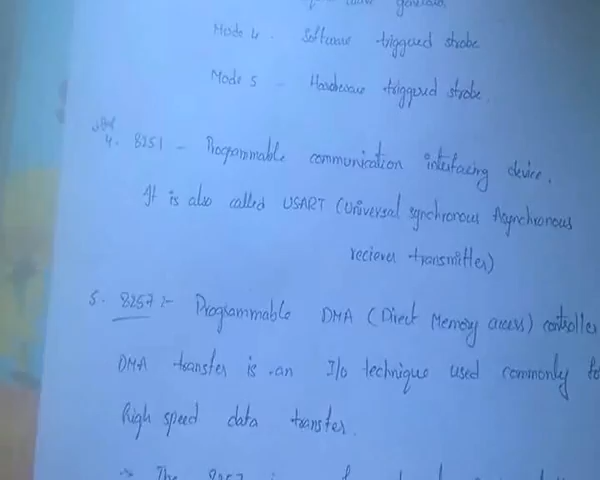 Mode 4. Software triggered strobe
Mode 5 - Hardware triggered strobe.
4. 8251 - Programmable communication interfacing device.
It is also called USART (Universal synchronous Asynchronous
reciever transmitter)
5. 8257 :- Programmable DMA (Direct Memory access) controller
DMA transfer is an I/o technique used commonly
high speed data transfer.
→ The 8257